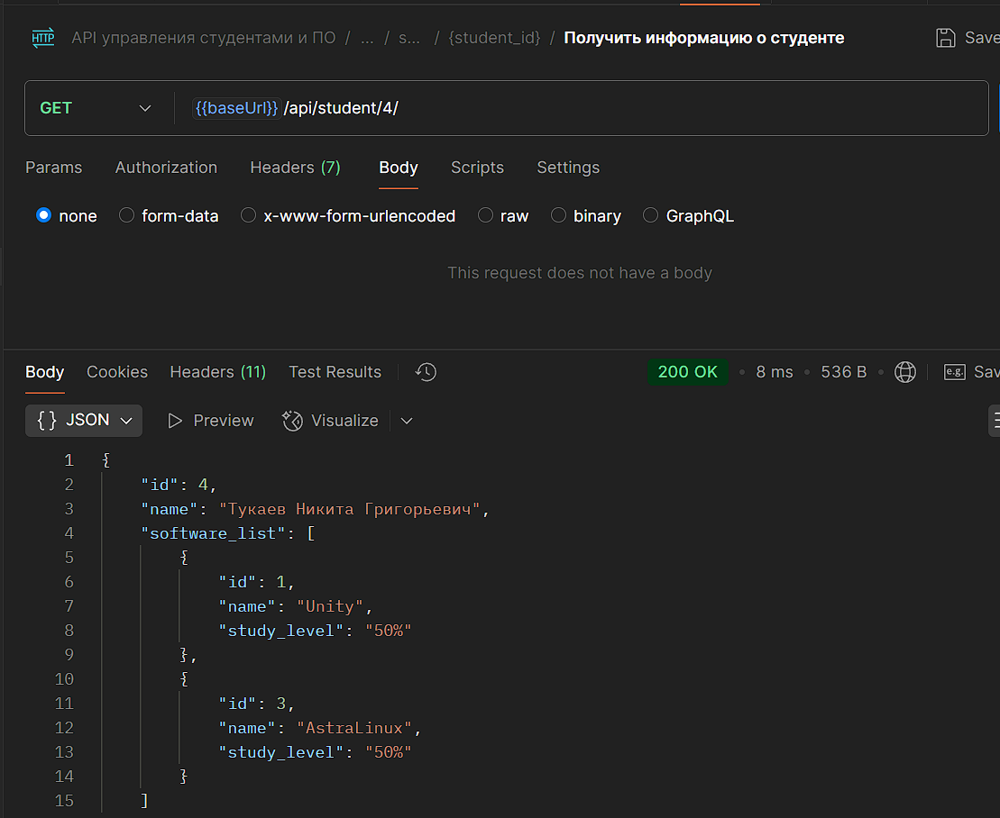 HTTP API управления студентами и ПО / ... / s... / {student_id} / Получить информацию о студенте Save
GET {{baseUrl}}/api/student/4/
Params Authorization Headers (7) Body Scripts Settings
none form-data x-www-form-urlencoded raw binary GraphQL
This request does not have a body
Body Cookies Headers (11) Test Results 200 OK • 8 ms • 536 B • e.g. Sav
{} JSON Preview Visualize
1 {
2 "id": 4,
3 "name": "Тукаев Никита Григорьевич",
4 "software_list": [
5 {
6 "id": 1,
7 "name": "Unity",
8 "study_level": "50%"
9 },
10 {
11 "id": 3,
12 "name": "AstraLinux",
13 "study_level": "50%"
14 }
15 ]